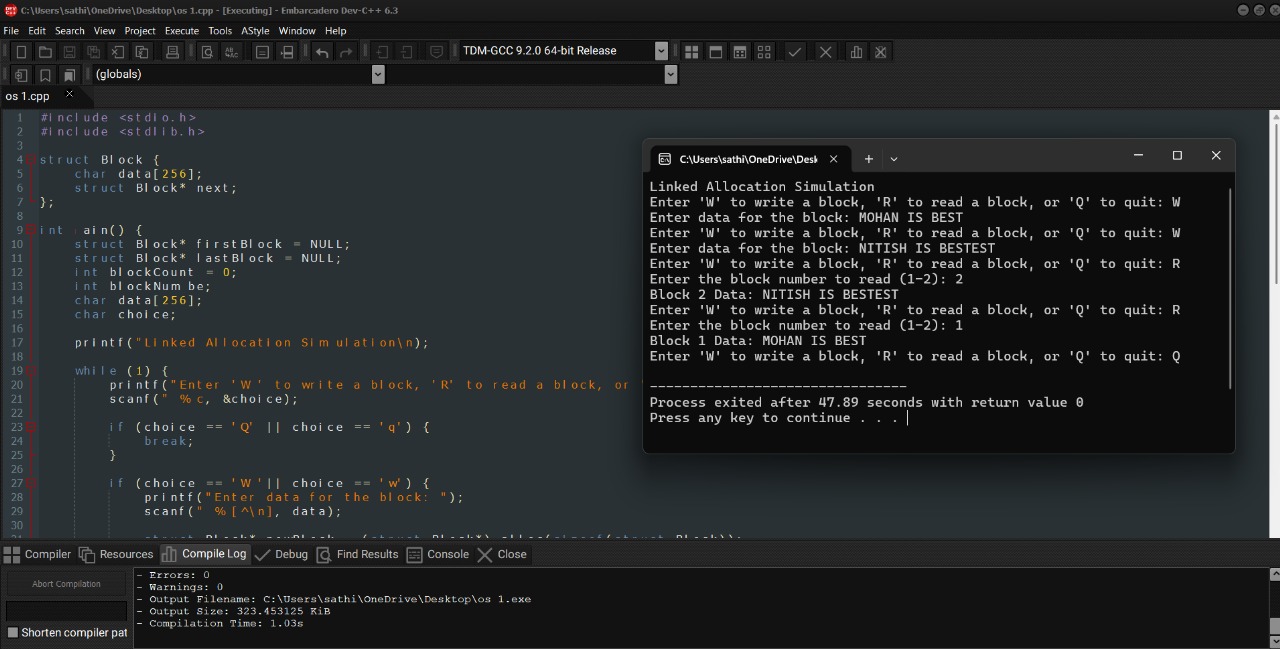 C:\Users\sathi\OneDrive\Desktop\os 1.cpp - [Executing] - Embarcadero Dev-C++ 6.3
File Edit Search View Project Execute Tools AStyle Window Help
TDM-GCC 9.2.0 64-bit Release
(globals)
os 1.cpp
1 #include <stdio.h>
2 #include <stdlib.h>
3
4 struct Block {
5 char data[256];
6 struct Block* next;
7 };
8
9 int ain() {
10 struct Block* firstBlock = NULL;
11 struct Block* lastBlock = NULL;
12 int blockCount = 0;
13 int blockNum be;
14 char data[256];
15 char choice;
16
17 printf("Linked Allocation Sim ulation\n);
18
19 while (1) {
20 printf("Enter 'W' to write a block, 'R' to read a block, or
21 scanf(" %c, &choice);
22
23 if (choice == 'Q' || choice == 'q') {
24 break;
25 }
26
27 if (choice == 'W'|| choice == 'w') {
28 printf("Enter data for the block: ");
29 scanf(" %[^\n], data);
30
C:\Users\sathi\OneDrive\Desk
Linked Allocation Simulation
Enter 'W' to write a block, 'R' to read a block, or 'Q' to quit: W
Enter data for the block: MOHAN IS BEST
Enter 'W' to write a block, 'R' to read a block, or 'Q' to quit: W
Enter data for the block: NITISH IS BESTEST
Enter 'W' to write a block, 'R' to read a block, or 'Q' to quit: R
Enter the block number to read (1-2): 2
Block 2 Data: NITISH IS BESTEST
Enter 'W' to write a block, 'R' to read a block, or 'Q' to quit: R
Enter the block number to read (1-2): 1
Block 1 Data: MOHAN IS BEST
Enter 'W' to write a block, 'R' to read a block, or 'Q' to quit: Q
--------------------------------
Process exited after 47.89 seconds with return value 0
Press any key to continue . . .
Compiler Resources Compile Log Debug Find Results Console Close
Abort Compilation
Shorten compiler pat
- Errors: 0
- Warnings: 0
- Output Filename: C:\Users\sathi\OneDrive\Desktop\os 1.exe
- Output Size: 323.453125 KiB
- Compilation Time: 1.03s